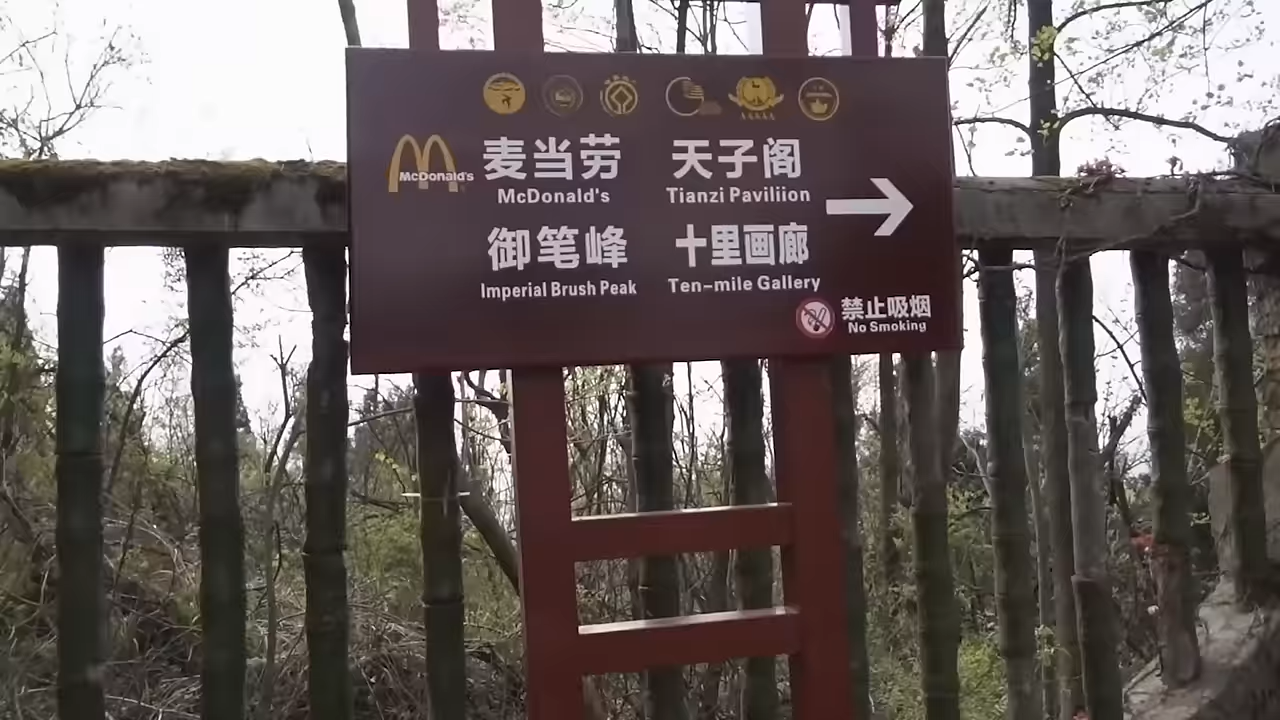 McDonald's
麦当劳 天子阁
McDonald's Tianzi Paviliion
御笔峰 十里画廊
Imperial Brush Peak Ten-mile Gallery
禁止吸烟
No Smoking